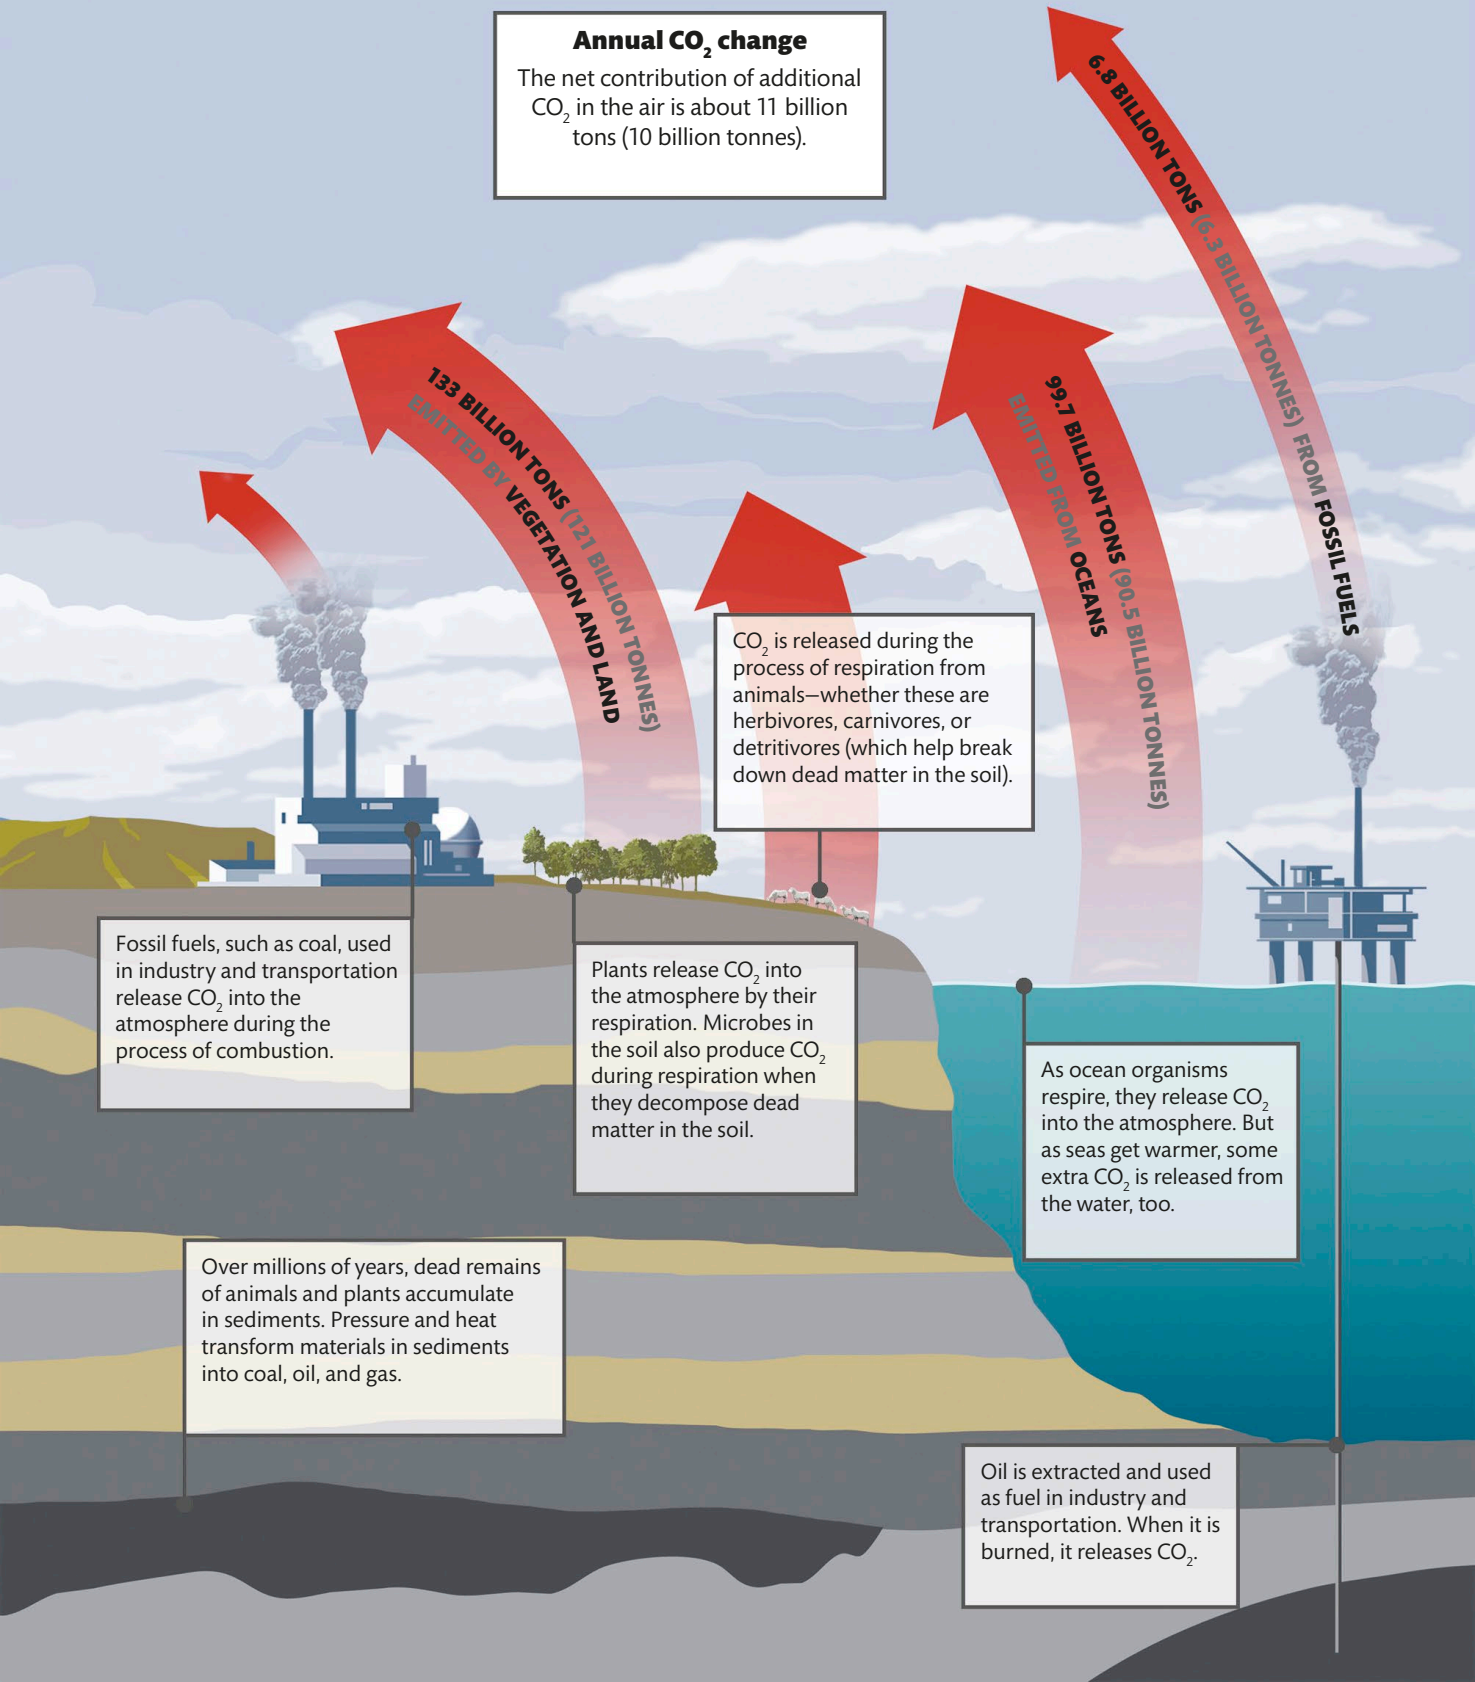 Annual CO₂ change
The net contribution of additional
CO₂ in the air is about 11 billion
tons (10 billion tonnes).
6.8 BILLION TONS (6.3 BILLION TONNES) FROM FOSSIL FUELS
133 BILLION TONS (121 BILLION TONNES)
EMITTED BY VEGETATION AND LAND
99.7 BILLION TONS (90.5 BILLION TONNES)
EMITTED FROM OCEANS
CO₂ is released during the
process of respiration from
animals—whether these are
herbivores, carnivores, or
detritivores (which help break
down dead matter in the soil).
Fossil fuels, such as coal, used
in industry and transportation
release CO₂ into the
atmosphere during the
process of combustion.
Plants release CO₂ into
the atmosphere by their
respiration. Microbes in
the soil also produce CO₂
during respiration when
they decompose dead
matter in the soil.
As ocean organisms
respire, they release CO₂
into the atmosphere. But
as seas get warmer, some
extra CO₂ is released from
the water, too.
Over millions of years, dead remains
of animals and plants accumulate
in sediments. Pressure and heat
transform materials in sediments
into coal, oil, and gas.
Oil is extracted and used
as fuel in industry and
transportation. When it is
burned, it releases CO₂.